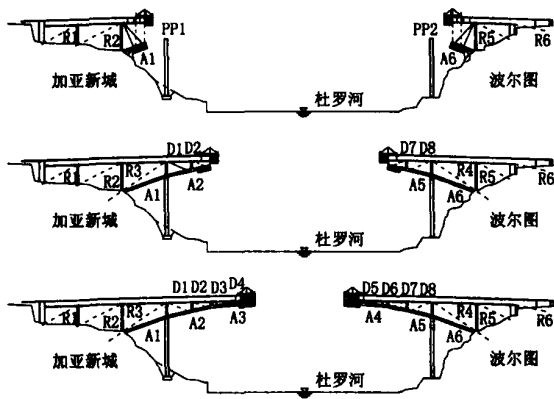 R1 R2 A1 PP1 PP2 A6 R5 R6
加亚新城 波尔图
杜罗河
D1 D2 D7 D8
R1 R2 R3 A1 A2 A5 A6 R4 R5 R6
加亚新城 波尔图
杜罗河
D1 D2 D3 D4 D5 D6 D7 D8
R1 R2 R3 A1 A2 A3 A4 A5 A6 R4 R5 R6
加亚新城 波尔图
杜罗河